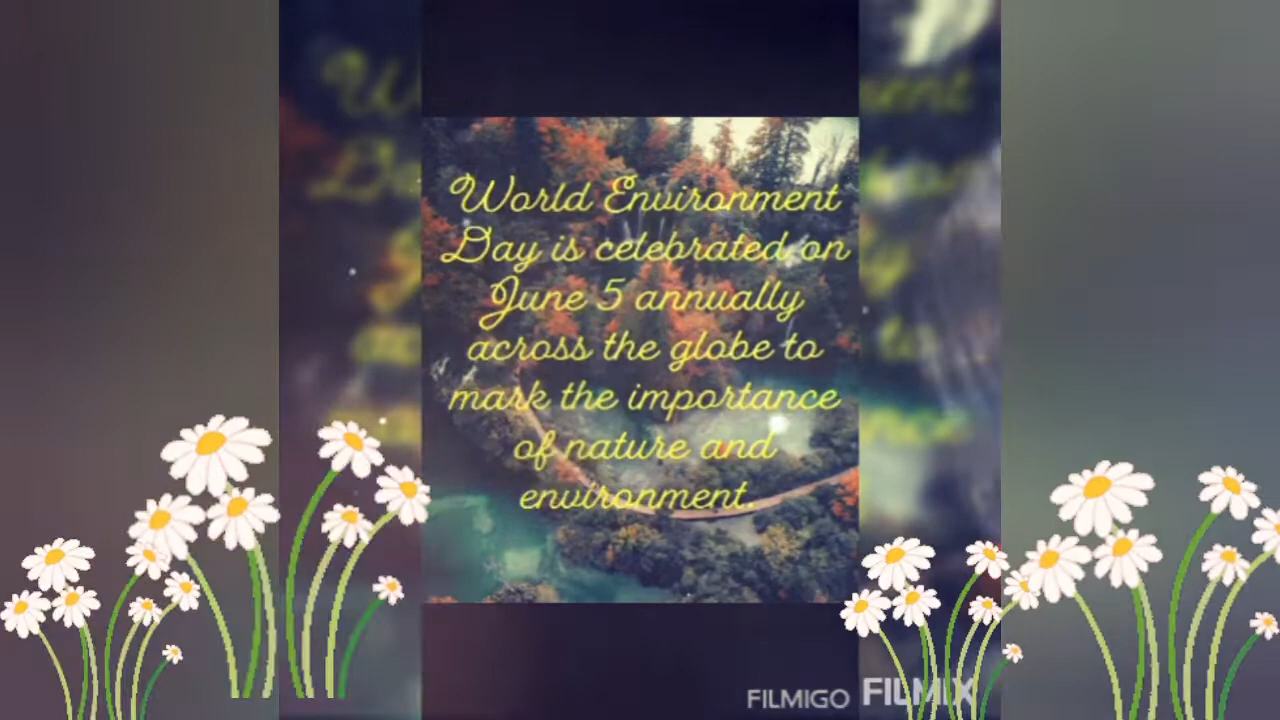 World Environment
Day is celebrated on
June 5 annually
across the globe to
mark the importance
of nature and
environment.
FILMIGO
FILMIX